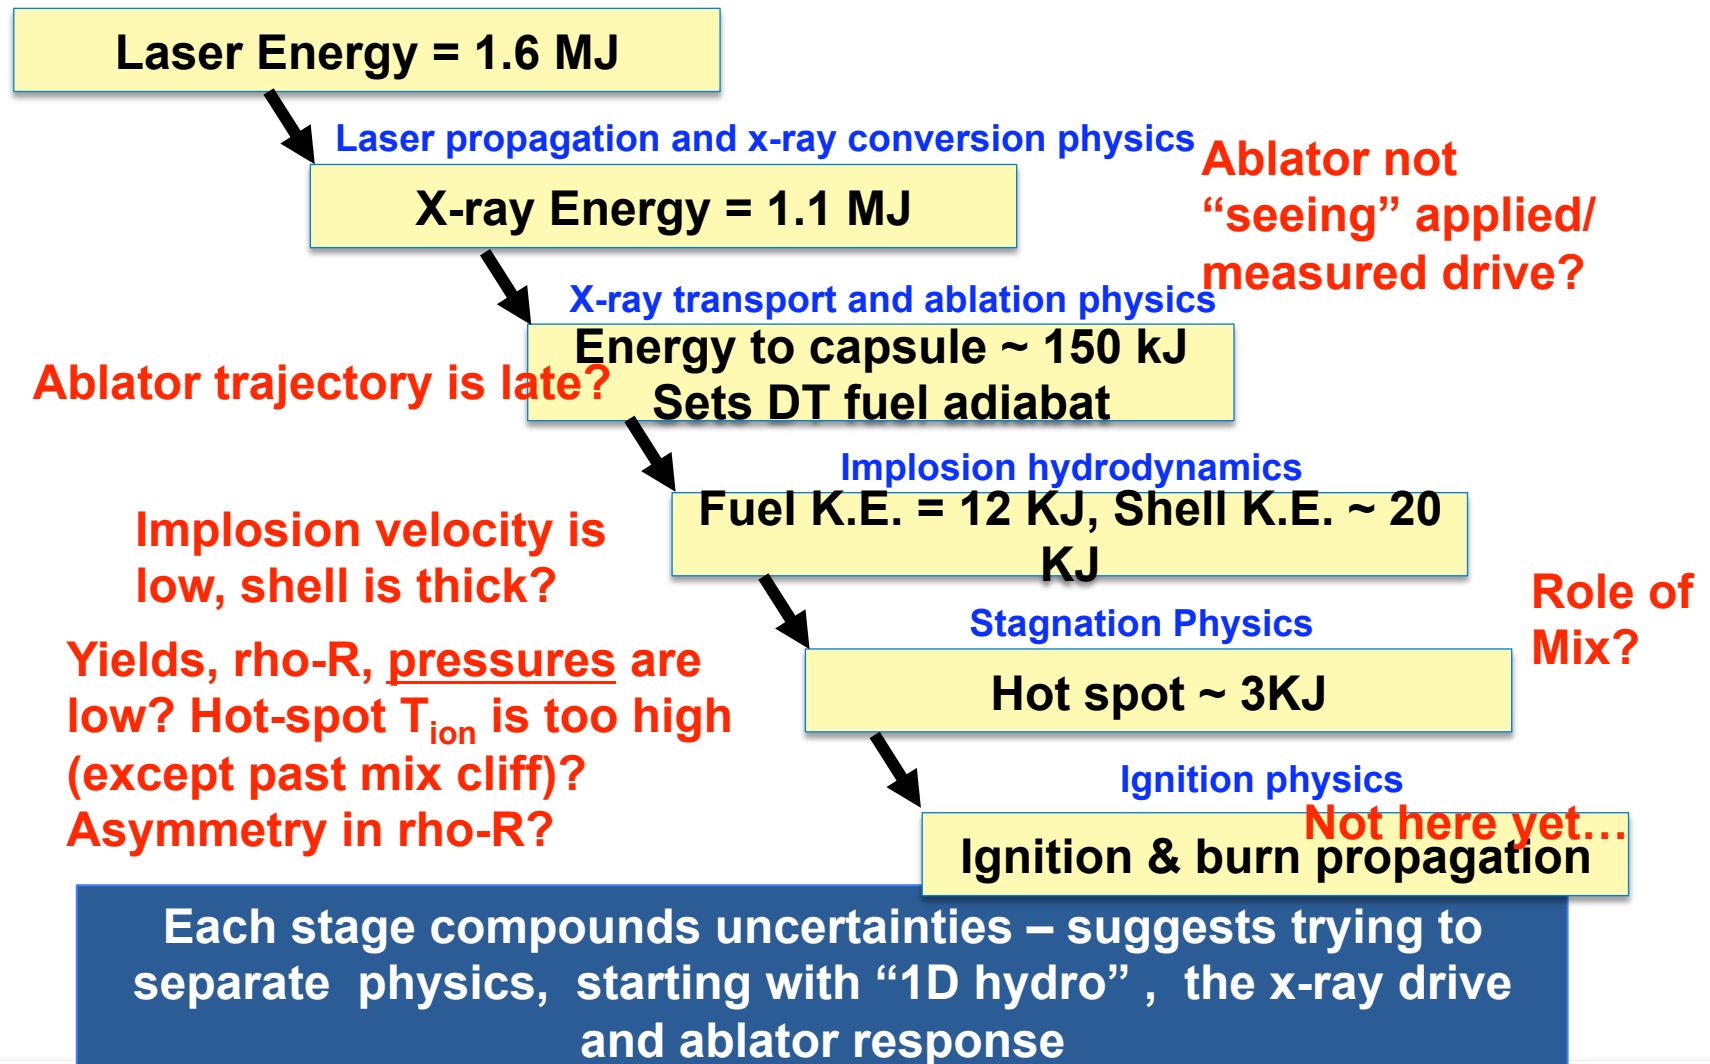 Laser Energy = 1.6 MJ
Laser propagation and x-ray conversion physics
X-ray Energy = 1.1 MJ
Ablator not
“seeing” applied/
measured drive?
X-ray transport and ablation physics
Energy to capsule ~ 150 kJ
Sets DT fuel adiabat
Ablator trajectory is late?
Implosion hydrodynamics
Fuel K.E. = 12 KJ, Shell K.E. ~ 20
KJ
Implosion velocity is
low, shell is thick?
Stagnation Physics
Role of
Mix?
Hot spot ~ 3KJ
Yields, rho-R, pressures are
low? Hot-spot Tion is too high
(except past mix cliff)?
Asymmetry in rho-R?
Ignition physics
Not here yet…
Ignition & burn propagation
Each stage compounds uncertainties – suggests trying to
separate physics, starting with “1D hydro” , the x-ray drive
and ablator response